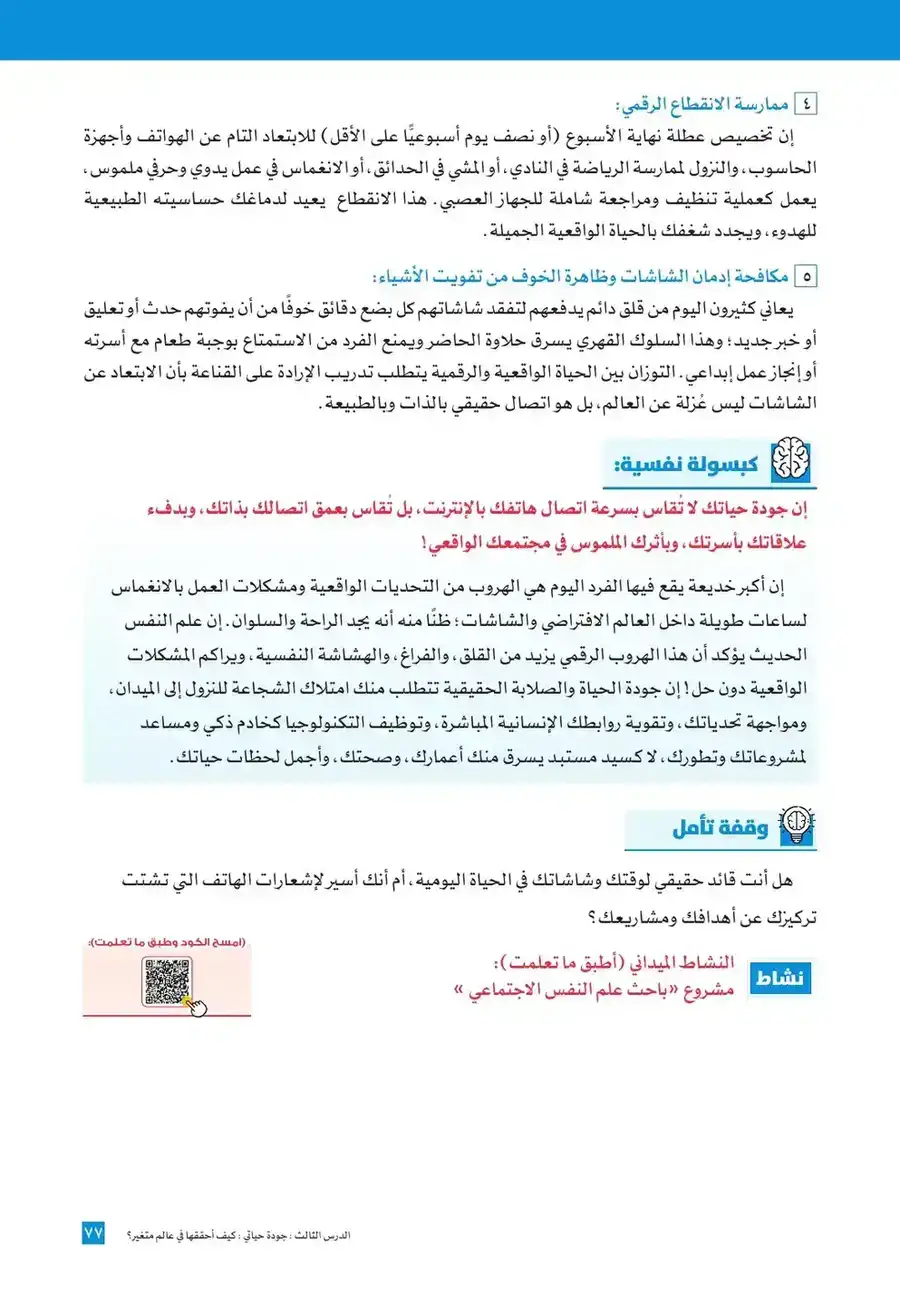 ٤ ممارسة الانقطاع الرقمي:
إن تخصيص عطلة نهاية الأسبوع (أو نصف يوم أسبوعيًّا على الأقل) للابتعاد التام عن الهواتف وأجهزة
الحاسوب، والنزول لممارسة الرياضة في النادي، أو المشي في الحدائق، أو الانغماس في عمل يدوي وحرفي ملموس،
يعمل كعملية تنظيف ومراجعة شاملة للجهاز العصبي. هذا الانقطاع يعيد لدماغك حساسيته الطبيعية
للهدوء، ويجدد شغفك بالحياة الواقعية الجميلة.
٥ مكافحة إدمان الشاشات وظاهرة الخوف من تفويت الأشياء:
يعاني كثيرون اليوم من قلق دائم يدفعهم لتفقد شاشاتهم كل بضع دقائق خوفًا من أن يفوتهم حدث أو تعليق
أو خبر جديد؛ وهذا السلوك القهري يسرق حلاوة الحاضر ويمنع الفرد من الاستمتاع بوجبة طعام مع أسرته
أو إنجاز عمل إبداعي. التوزان بين الحياة الواقعية والرقمية يتطلب تدريب الإرادة على القناعة بأن الابتعاد عن
الشاشات ليس عُزلة عن العالم، بل هو اتصال حقيقي بالذات وبالطبيعة.
كبسولة نفسية:
إن جودة حياتك لا تُقاس بسرعة اتصال هاتفك بالإنترنت، بل تُقاس بعمق اتصالك بذاتك، وبدفء
علاقاتك بأسرتك، وبأثرك الملموس في مجتمعك الواقعي!
إن أكبر خديعة يقع فيها الفرد اليوم هي الهروب من التحديات الواقعية ومشكلات العمل بالانغماس
لساعات طويلة داخل العالم الافتراضي والشاشات؛ ظنًا منه أنه يجد الراحة والسلوان. إن علم النفس
الحديث يؤكد أن هذا الهروب الرقمي يزيد من القلق، والفراغ، والهشاشة النفسية، ويراكم المشكلات
الواقعية دون حل! إن جودة الحياة والصلابة الحقيقية تتطلب منك امتلاك الشجاعة للنزول إلى الميدان،
ومواجهة تحدياتك، وتقوية روابطك الإنسانية المباشرة، وتوظيف التكنولوجيا كخادم ذكي ومساعد
لمشروعاتك وتطورك، لا كسيد مستبد يسرق منك أعمارك، وصحتك، وأجمل لحظات حياتك.
وقفة تأمل
هل أنت قائد حقيقي لوقتك وشاشاتك في الحياة اليومية، أم أنك أسير لإشعارات الهاتف التي تشتت
تركيزك عن أهدافك ومشاريعك؟
نشاط
النشاط الميداني (أطبق ما تعلمت):
مشروع «باحث علم النفس الاجتماعي »
(امسح الكود وطبق ما تعلمت):
الدرس الثالث : جودة حياتي : كيف أحققها في عالم متغير؟
٧٧